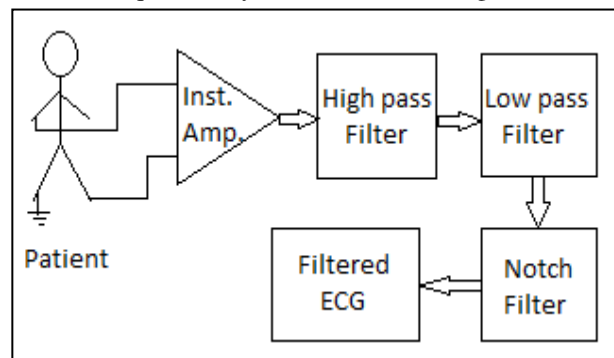 Inst.
Amp.
High pass
Filter
Low pass
Filter
Patient
Filtered
ECG
Notch
Filter